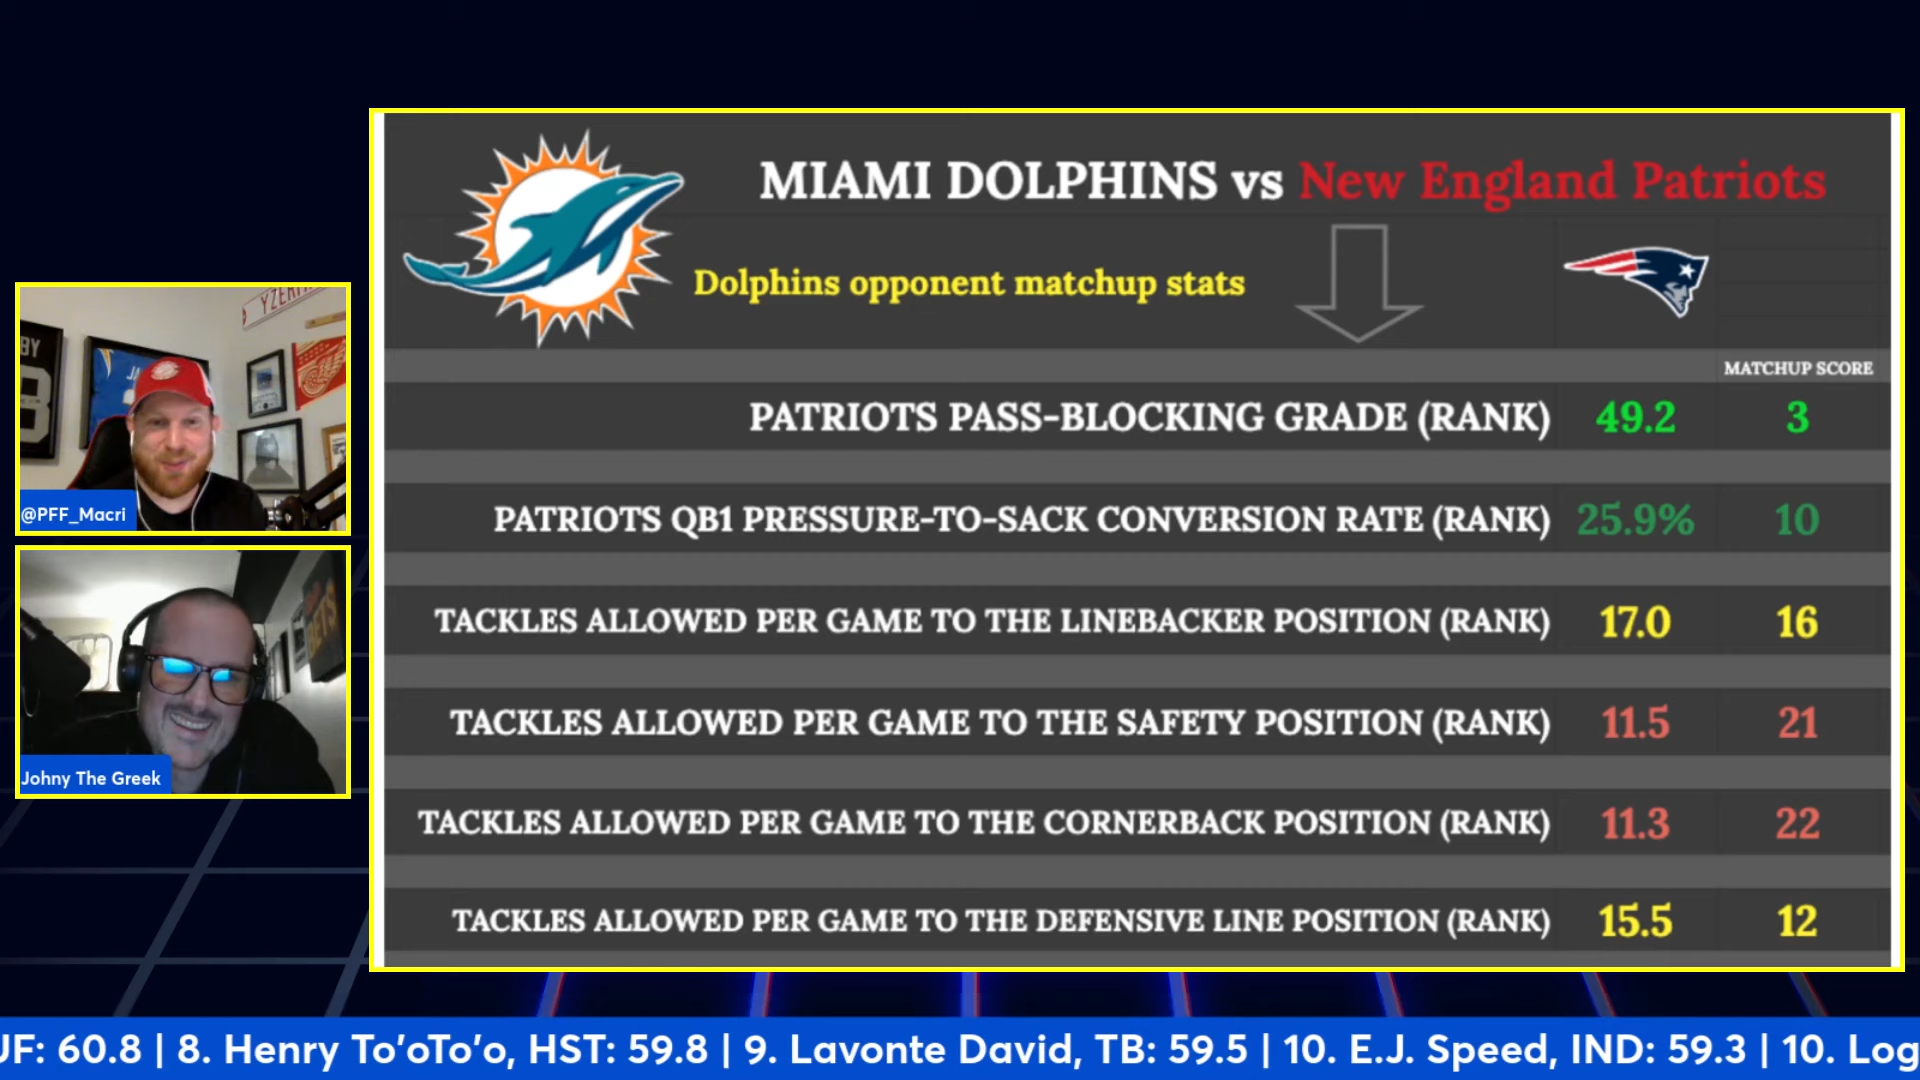 MIAMI DOLPHINS vs New England Patriots
Dolphins opponent matchup stats
MATCHUP SCORE
PATRIOTS PASS-BLOCKING GRADE (RANK) 49.2 3
PATRIOTS QB1 PRESSURE-TO-SACK CONVERSION RATE (RANK) 25.9% 10
TACKLES ALLOWED PER GAME TO THE LINEBACKER POSITION (RANK) 17.0 16
TACKLES ALLOWED PER GAME TO THE SAFETY POSITION (RANK) 11.5 21
TACKLES ALLOWED PER GAME TO THE CORNERBACK POSITION (RANK) 11.3 22
TACKLES ALLOWED PER GAME TO THE DEFENSIVE LINE POSITION (RANK) 15.5 12
@PFF_Macri
Johny The Greek
BETS
UF: 60.8 | 8. Henry To'oTo'o, HST: 59.8 | 9. Lavonte David, TB: 59.5 | 10. E.J. Speed, IND: 59.3 | 10. Log